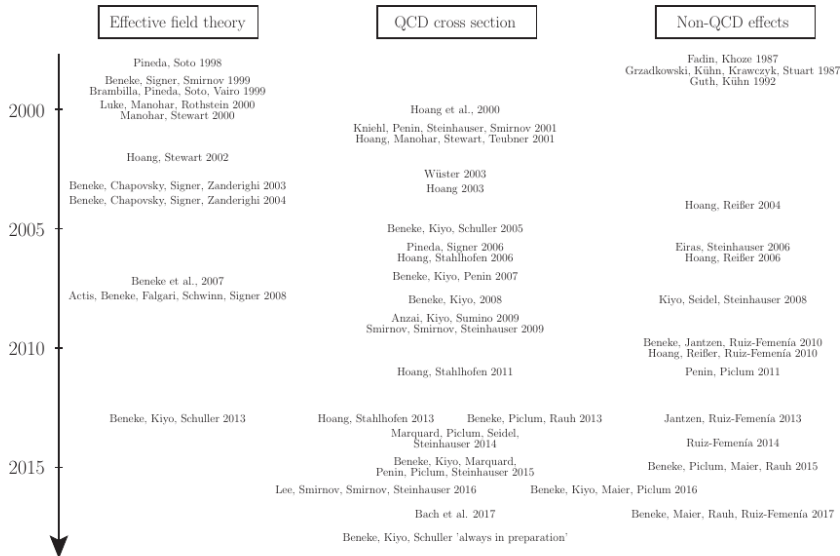 Effective field theory
QCD cross section
Non-QCD effects
Pineda, Soto 1998
Beneke, Signer, Smirnov 1999
Brambilla, Pineda, Soto, Vairo 1999
Luke, Manohar, Rothstein 2000
Manohar, Stewart 2000
Hoang, Stewart 2002
Beneke, Chapovsky, Signer, Zanderighi 2003
Beneke, Chapovsky, Signer, Zanderighi 2004
Beneke et al., 2007
Actis, Beneke, Falgari, Schwinn, Signer 2008
Beneke, Kiyo, Schuller 2013
Hoang et al., 2000
Kniehl, Penin, Steinhauser, Smirnov 2001
Hoang, Manohar, Stewart, Teubner 2001
Wüster 2003
Hoang 2003
Beneke, Kiyo, Schuller 2005
Pineda, Signer 2006
Hoang, Stahlhofen 2006
Beneke, Kiyo, Penin 2007
Beneke, Kiyo, 2008
Anzai, Kiyo, Sumino 2009
Smirnov, Smirnov, Steinhauser 2009
Hoang, Stahlhofen 2011
Hoang, Stahlhofen 2013
Beneke, Piclum, Rauh 2013
Marquard, Piclum, Seidel,
Steinhauser 2014
Beneke, Kiyo, Marquard,
Penin, Piclum, Steinhauser 2015
Lee, Smirnov, Smirnov, Steinhauser 2016
Beneke, Kiyo, Maier, Piclum 2016
Bach et al. 2017
Beneke, Kiyo, Schuller 'always in preparation'
Fadin, Khoze 1987
Grzadkowski, Kühn, Krawczyk, Stuart 1987
Guth, Kühn 1992
Hoang, Reißer 2004
Eiras, Steinhauser 2006
Hoang, Reißer 2006
Kiyo, Seidel, Steinhauser 2008
Beneke, Jantzen, Ruiz-Femenía 2010
Hoang, Reißer, Ruiz-Femenía 2010
Penin, Piclum 2011
Jantzen, Ruiz-Femenía 2013
Ruiz-Femenía 2014
Beneke, Piclum, Maier, Rauh 2015
Beneke, Maier, Rauh, Ruiz-Femenía 2017
2000
2005
2010
2015